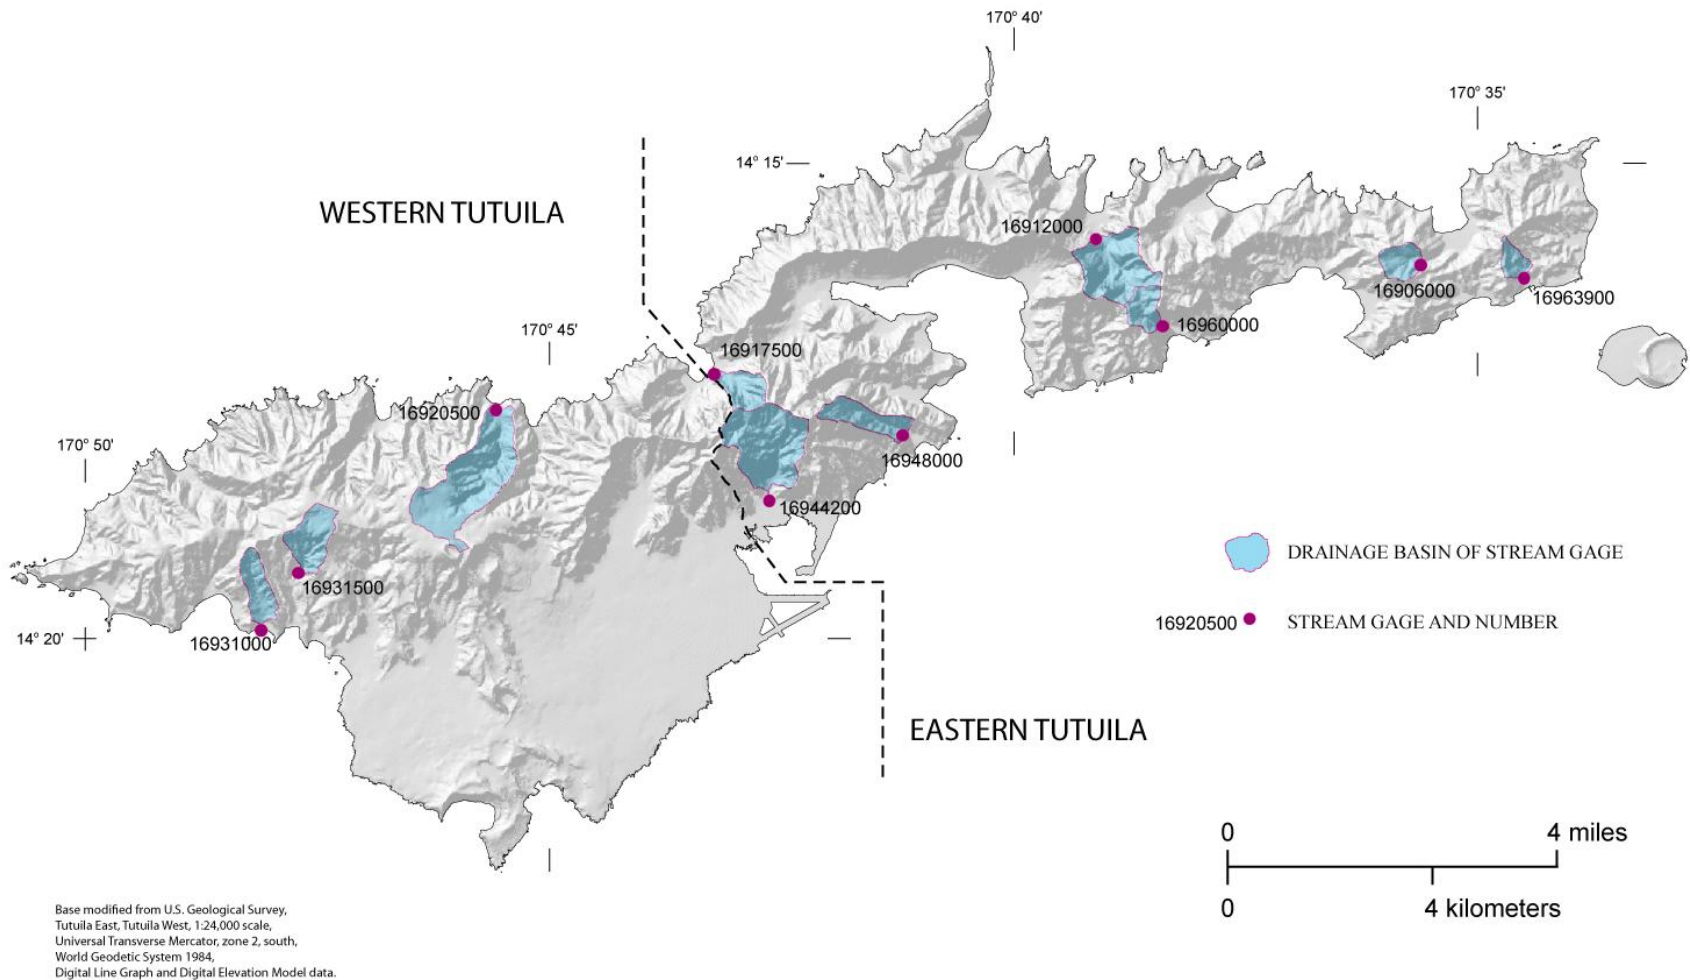 170° 40'
170° 35'
14° 15'
WESTERN TUTUILA
16912000
16906000
16963900
16960000
170° 45'
16917500
16920500
170° 50'
16948000
16944200
DRAINAGE BASIN OF STREAM GAGE
16931500
16920500
STREAM GAGE AND NUMBER
14° 20'
16931000
EASTERN TUTUILA
0
4 miles
0
4 kilometers
Base modified from U.S. Geological Survey,
Tutuila East, Tutuila West, 1:24,000 scale,
Universal Transverse Mercator, zone 2, south,
World Geodetic System 1984,
Digital Line Graph and Digital Elevation Model data.